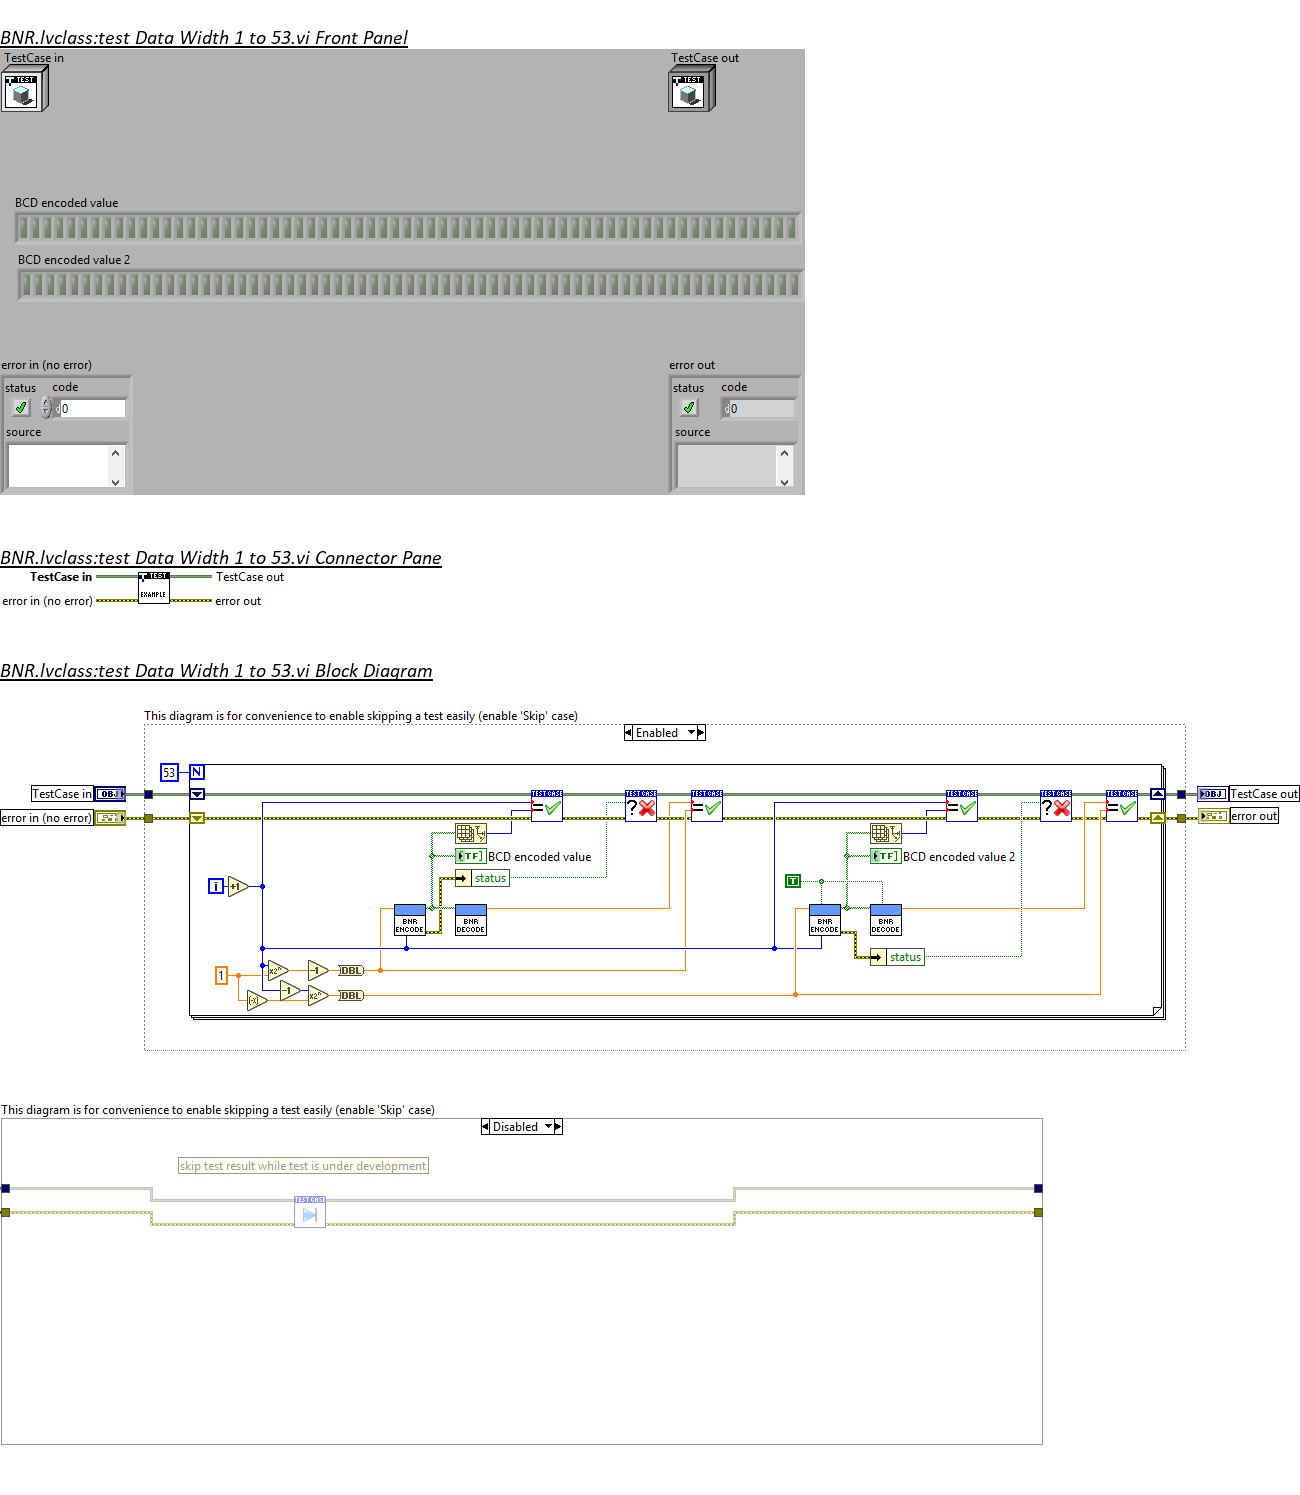 BNR.lvclass:test Data Width 1 to 53.vi Front Panel
TestCase in
TestCase out
TEST
TEST
BCD encoded value
BCD encoded value 2
error in (no error)
error out
status
code
status
code
d
0
d
0
source
source
BNR.lvclass:test Data Width 1 to 53.vi Connector Pane
TestCase in
TEST
EXAMPLE
TestCase out
error in (no error)
error out
BNR.lvclass:test Data Width 1 to 53.vi Block Diagram
This diagram is for convenience to enable skipping a test easily (enable 'Skip' case)
Enabled
53
N
TestCase in
OBJ
TEST CASE
=
TEST CASE
?
TEST CASE
=
TEST CASE
=
TEST CASE
?
TEST CASE
=
OBJ
TestCase out
error in (no error)
error out
TF
BCD encoded value
TF
BCD encoded value 2
status
T
i
+1
BNR
ENCODE
BNR
DECODE
BNR
ENCODE
BNR
DECODE
status
1
x2ⁿ
-1
DBL
-1
(-x)
x2ⁿ
DBL
This diagram is for convenience to enable skipping a test easily (enable 'Skip' case)
Disabled
skip test result while test is under development
TEST CASE